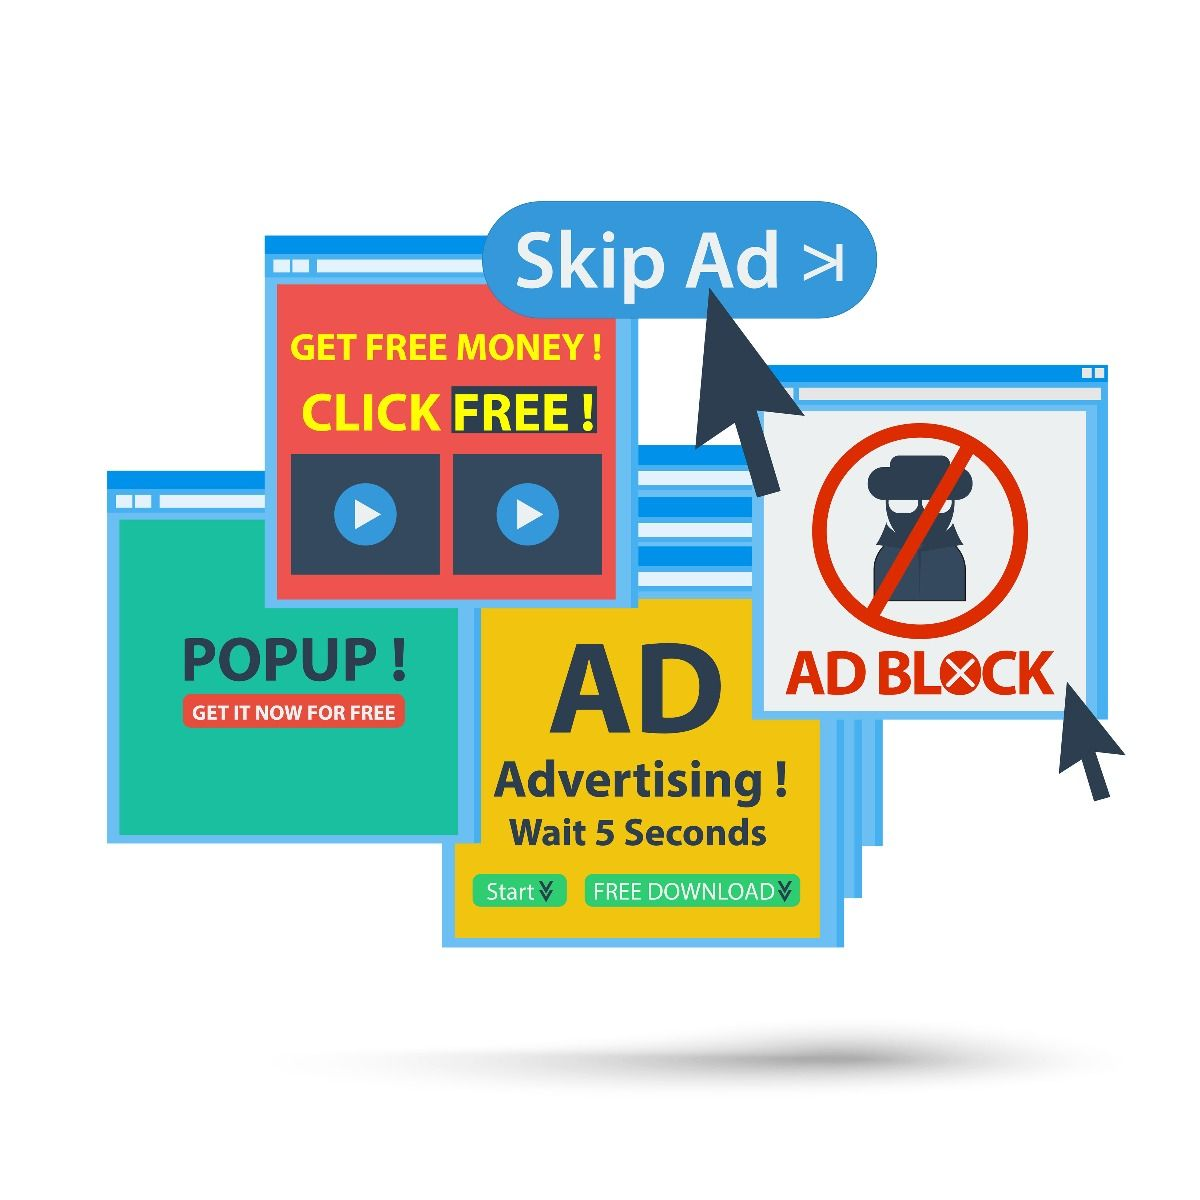 Skip Ad
GET FREE MONEY !
CLICK FREE !
POPUP !
GET IT NOW FOR FREE
AD
Advertising !
Wait 5 Seconds
Start
FREE DOWNLOAD
AD BLOCK